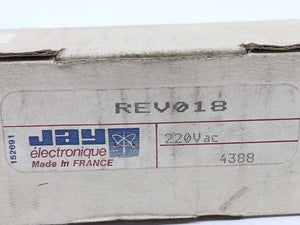 REV018
152691
Jay
électronique
Made in FRANCE
220Vac
4388